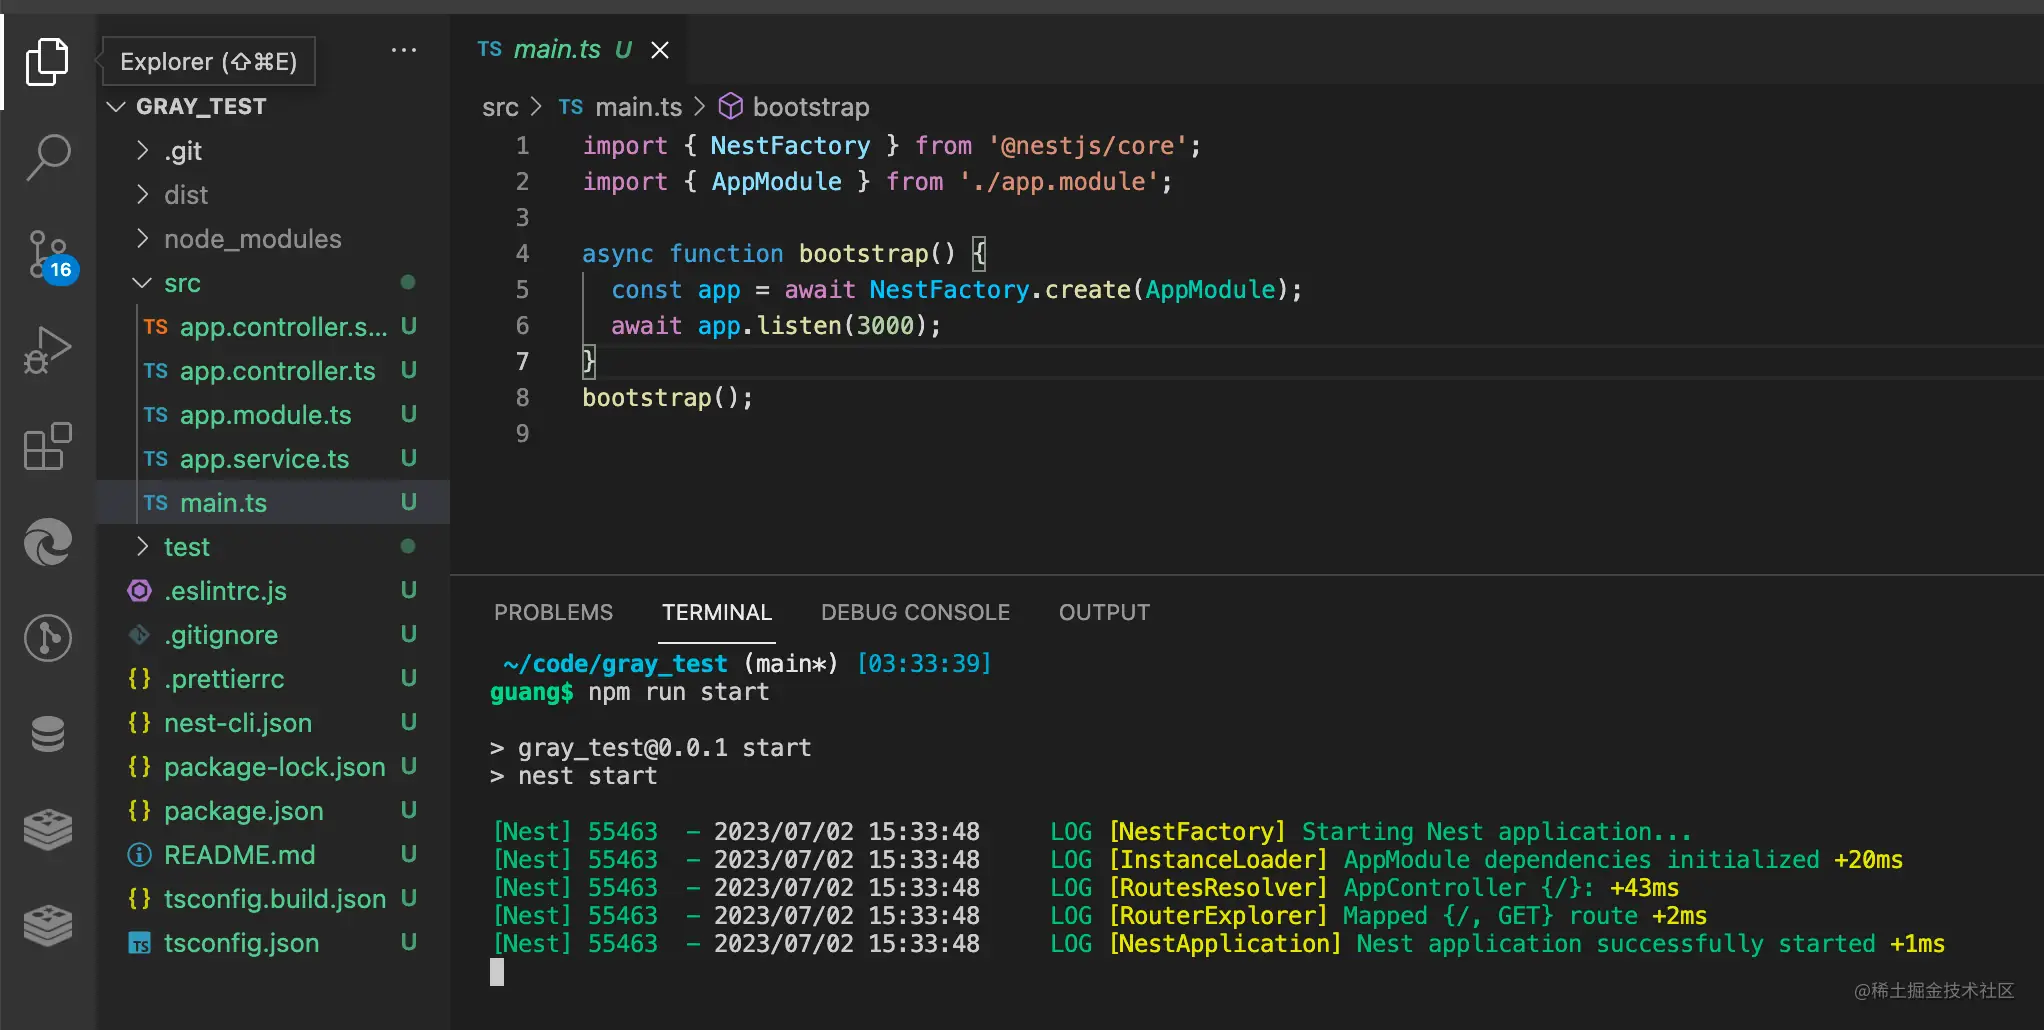 Explorer (⇧⌘E)
···
GRAY_TEST
.git
dist
node_modules
16
src
TS app.controller.s... U
TS app.controller.ts U
TS app.module.ts U
TS app.service.ts U
TS main.ts U
test
.eslintrc.js U
.gitignore U
{} .prettierrc U
{} nest-cli.json U
{} package-lock.json U
{} package.json U
README.md U
{} tsconfig.build.json U
TS tsconfig.json U
TS main.ts U ×
src > TS main.ts > bootstrap
1 import { NestFactory } from '@nestjs/core';
2 import { AppModule } from './app.module';
3
4 async function bootstrap() {
5 const app = await NestFactory.create(AppModule);
6 await app.listen(3000);
7 }
8 bootstrap();
9
PROBLEMS TERMINAL DEBUG CONSOLE OUTPUT
~/code/gray_test (main*) [03:33:39]
guang$ npm run start
> gray_test@0.0.1 start
> nest start
[Nest] 55463 - 2023/07/02 15:33:48 LOG [NestFactory] Starting Nest application...
[Nest] 55463 - 2023/07/02 15:33:48 LOG [InstanceLoader] AppModule dependencies initialized +20ms
[Nest] 55463 - 2023/07/02 15:33:48 LOG [RoutesResolver] AppController {/}: +43ms
[Nest] 55463 - 2023/07/02 15:33:48 LOG [RouterExplorer] Mapped {/, GET} route +2ms
[Nest] 55463 - 2023/07/02 15:33:48 LOG [NestApplication] Nest application successfully started +1ms
@稀土掘金技术社区